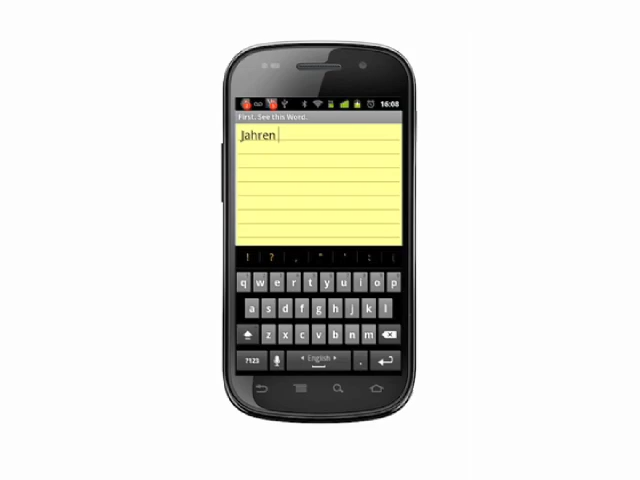 16:08
First. See this Word.
Jahren
! ? , " ' : ; (
q w e r t y u i o p
a s d f g h j k l
z x c v b n m
?123 English .